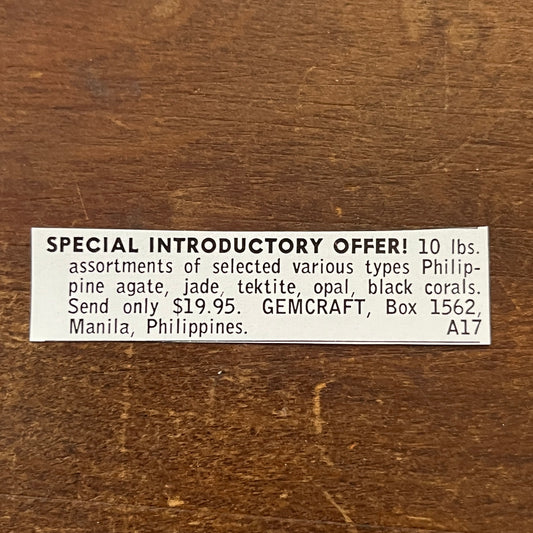 SPECIAL INTRODUCTORY OFFER! 10 lbs.
assortments of selected various types Philip-
pine agate, jade, tektite, opal, black corals.
Send only $19.95. GEMCRAFT, Box 1562,
Manila, Philippines. A17